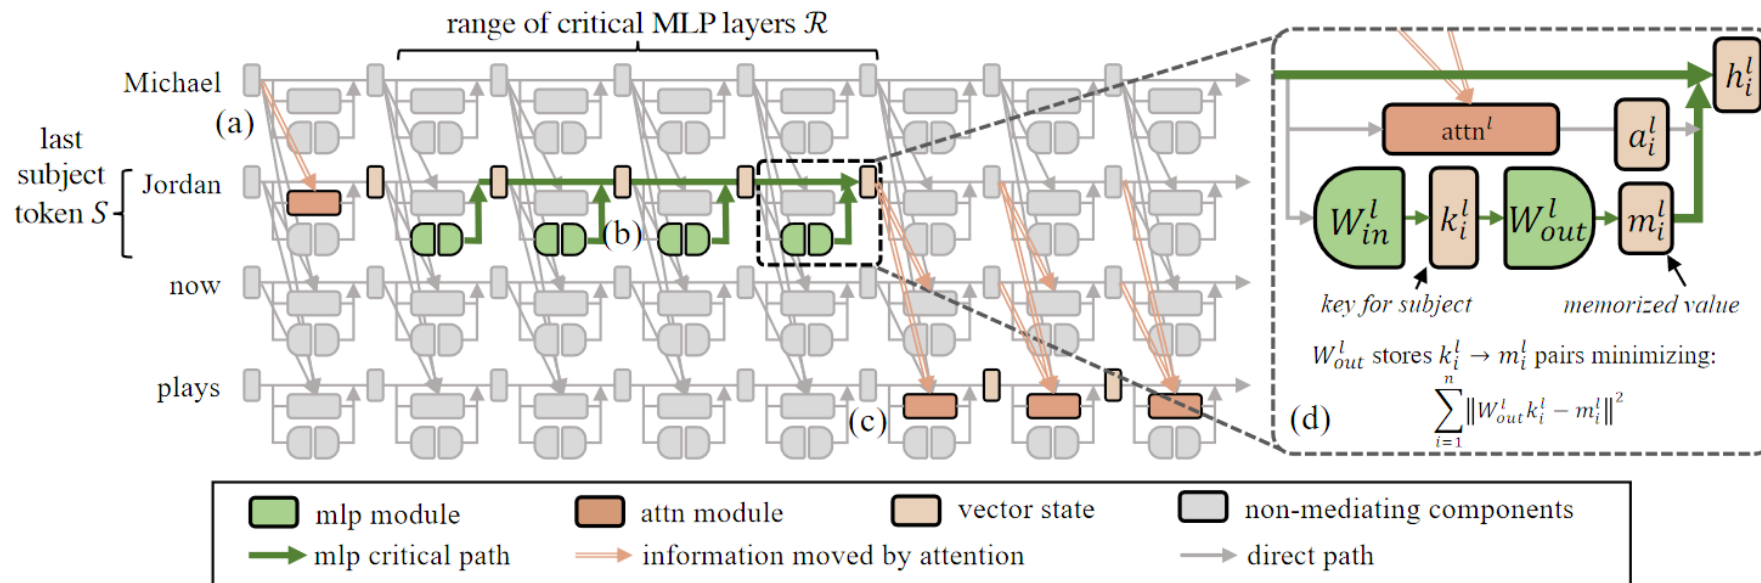 range of critical MLP layers ℛ
Michael
(a)
last
subject
token S
Jordan
(b)
now
plays
(c)
h_i^l
attn^l
a_i^l
W_in^l
k_i^l
W_out^l
m_i^l
key for subject
memorized value
W_out^l stores k_i^l → m_i^l pairs minimizing:
(d)
∑_{i=1}^{n} ‖W_out^l k_i^l − m_i^l‖²
mlp module
attn module
vector state
non-mediating components
mlp critical path
information moved by attention
direct path